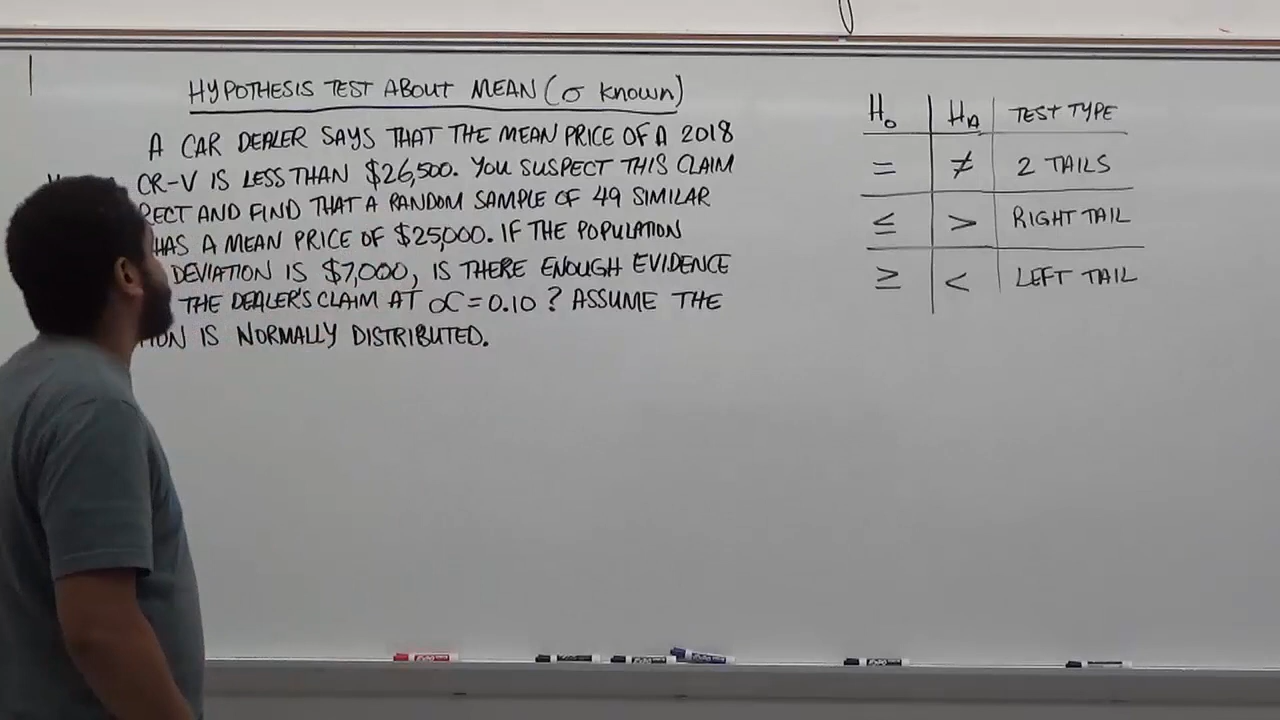 HYPOTHESIS TEST ABOUT MEAN (σ KNOWN)
A CAR DEALER SAYS THAT THE MEAN PRICE OF A 2018
CR-V IS LESS THAN $26,500. YOU SUSPECT THIS CLAIM
RECT AND FIND THAT A RANDOM SAMPLE OF 49 SIMILAR
HAS A MEAN PRICE OF $25,000. IF THE POPULATION
DEVIATION IS $7,000, IS THERE ENOUGH EVIDENCE
THE DEALER'S CLAIM AT α = 0.10? ASSUME THE
ION IS NORMALLY DISTRIBUTED.
H₀ Hₐ TEST TYPE
= ≠ 2 TAILS
≤ > RIGHT TAIL
≥ < LEFT TAIL